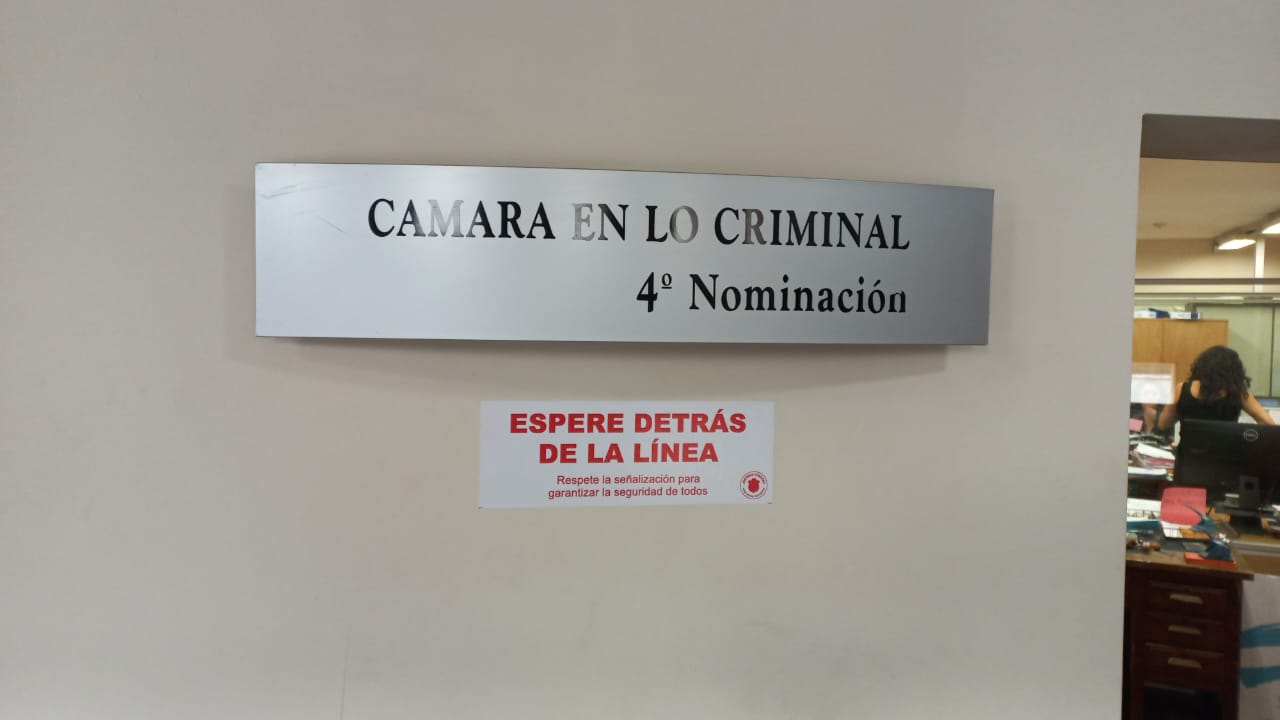 CAMARA EN LO CRIMINAL
4º Nominación
ESPERE DETRÁS
DE LA LÍNEA
Respete la señalización para
garantizar la seguridad de todos